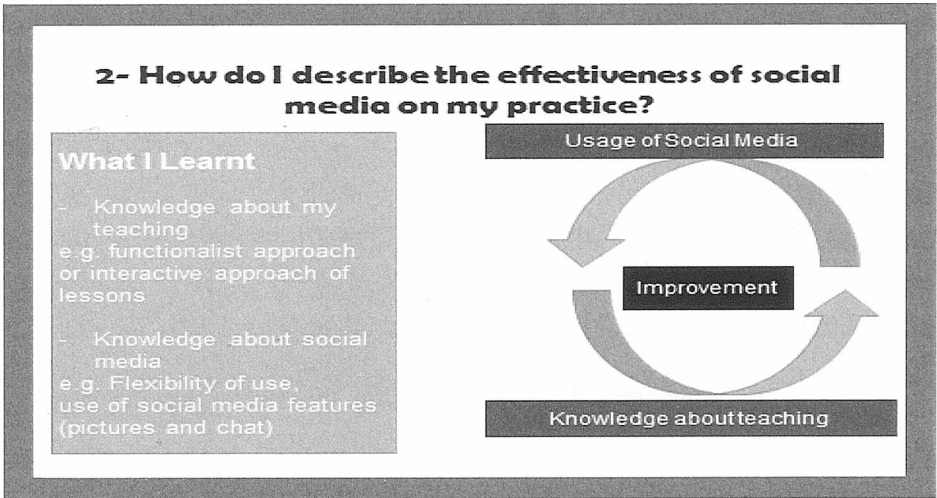 2- How do I describe the effectiveness of social
media on my practice?
What I Learnt
- Knowledge about my
teaching
e.g. functionalist approach
or interactive approach of
lessons
- Knowledge about social
media
e.g. Flexibility of use,
use of social media features
(pictures and chat)
Usage of Social Media
Improvement
Knowledge about teaching